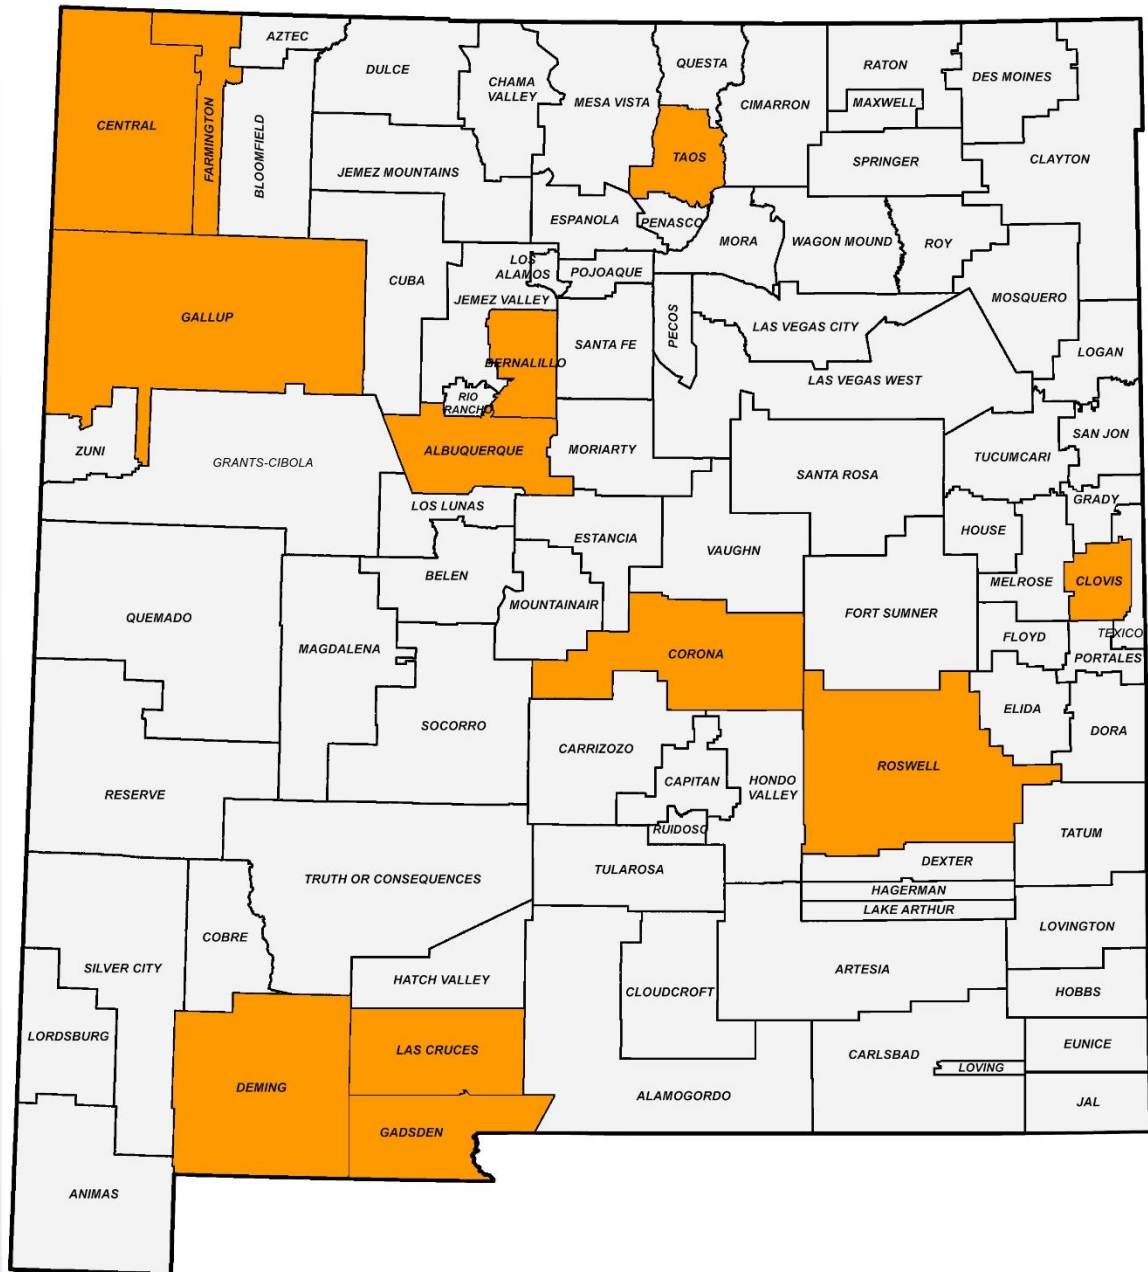 AZTEC
DULCE
CHAMA
VALLEY
MESA VISTA
QUESTA
CIMARRON
RATON
MAXWELL
DES MOINES
CENTRAL
FARMINGTON
BLOOMFIELD
JEMEZ MOUNTAINS
TAOS
SPRINGER
CLAYTON
ESPANOLA
PENASCO
MORA
WAGON MOUND
ROY
CUBA
LOS
ALAMOS
POJOAQUE
JEMEZ VALLEY
MOSQUERO
GALLUP
BERNALILLO
SANTA FE
PECOS
LAS VEGAS CITY
LAS VEGAS WEST
LOGAN
RIO
RANCHO
ZUNI
GRANTS-CIBOLA
ALBUQUERQUE
MORIARTY
SANTA ROSA
TUCUMCARI
SAN JON
LOS LUNAS
GRADY
ESTANCIA
VAUGHN
HOUSE
BELEN
MOUNTAINAIR
MELROSE
CLOVIS
QUEMADO
MAGDALENA
CORONA
FORT SUMNER
FLOYD
TEXICO
PORTALES
SOCORRO
CARRIZOZO
ELIDA
DORA
RESERVE
CAPITAN
HONDO
VALLEY
ROSWELL
RUIDOSO
TATUM
TRUTH OR CONSEQUENCES
TULAROSA
DEXTER
HAGERMAN
LAKE ARTHUR
COBRE
LOVINGTON
SILVER CITY
HATCH VALLEY
CLOUDCROFT
ARTESIA
HOBBS
LORDSBURG
LAS CRUCES
CARLSBAD
LOVING
EUNICE
DEMING
ALAMOGORDO
JAL
GADSDEN
ANIMAS